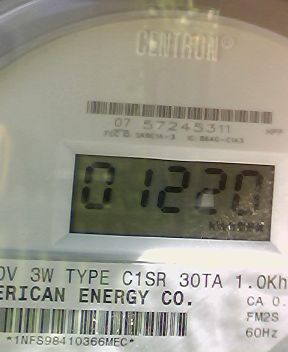 CENTRON®
07 57245311
01220
0V 3W TYPE C1SR 30TA 1.0Kh
ERICAN ENERGY CO.
CA 0.
FM2S
*1NFS98410366MEC*
60Hz